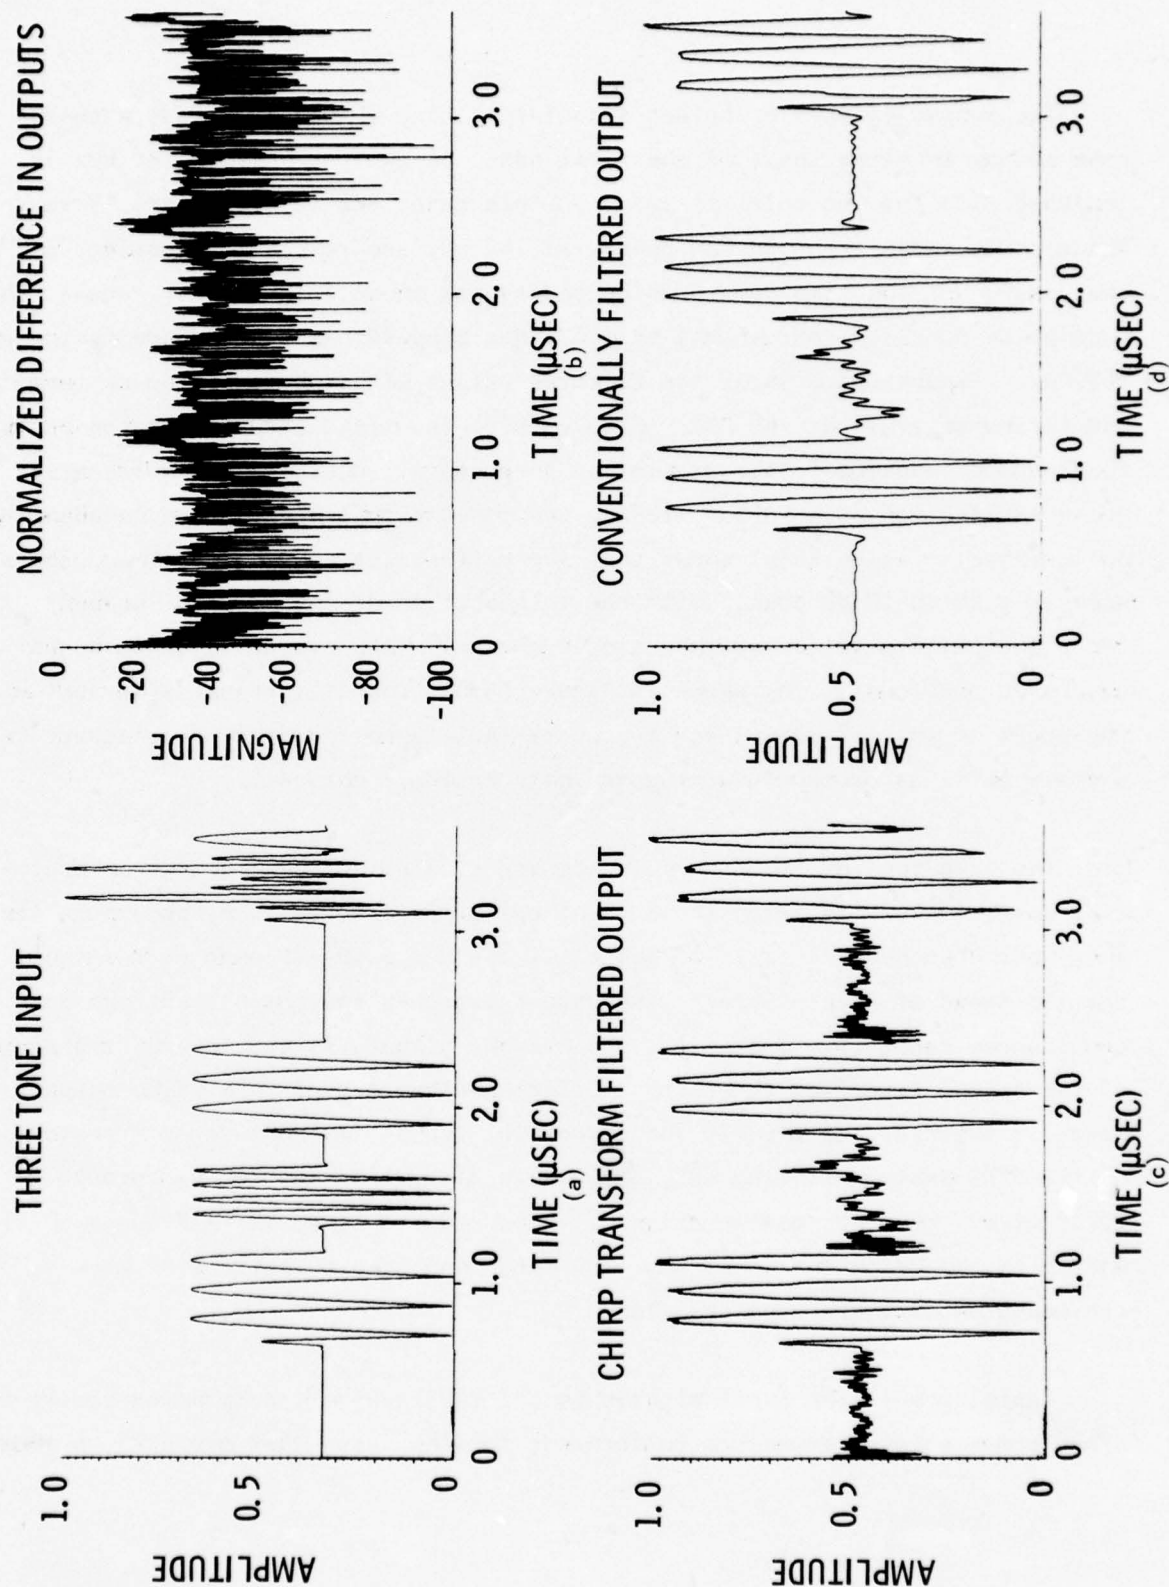 THREE TONE INPUT
AMPLITUDE
1.0
0.5
0
1.0
2.0
3.0
TIME (µSEC)
(a)
NORMALIZED DIFFERENCE IN OUTPUTS
MAGNITUDE
0
-20
-40
-60
-80
-100
0
1.0
2.0
3.0
TIME (µSEC)
(b)
CHIRP TRANSFORM FILTERED OUTPUT
AMPLITUDE
1.0
0.5
0
0
1.0
2.0
3.0
TIME (µSEC)
(c)
CONVENTIONALLY FILTERED OUTPUT
AMPLITUDE
1.0
0.5
0
0
1.0
2.0
3.0
TIME (µSEC)
(d)